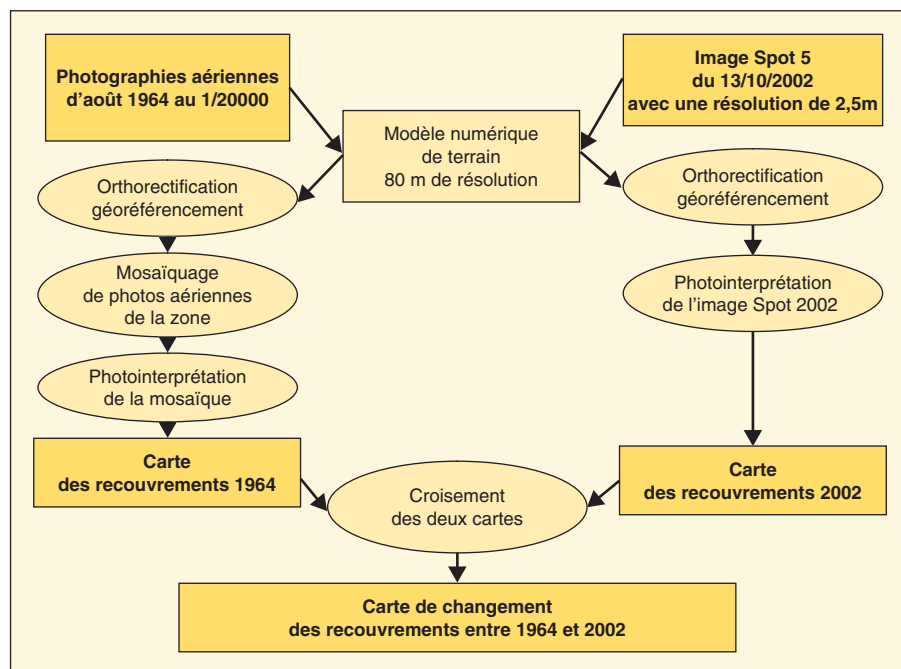 Photographies aériennes
d'août 1964 au 1/20000
Image Spot 5
du 13/10/2002
avec une résolution de 2,5m
Modèle numérique
de terrain
80 m de résolution
Orthorectification
géoréférencement
Orthorectification
géoréférencement
Mosaïquage
de photos aériennes
de la zone
Photointerprétation
de l'image Spot 2002
Photointerprétation
de la mosaïque
Carte
des recouvrements 1964
Carte
des recouvrements 2002
Croisement
des deux cartes
Carte de changement
des recouvrements entre 1964 et 2002